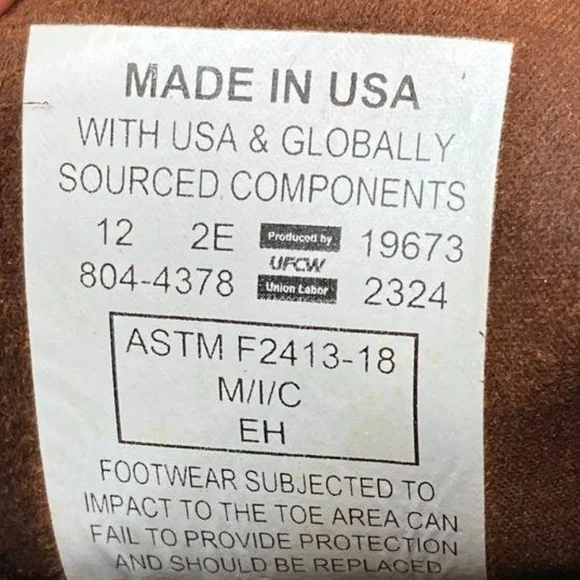 MADE IN USA
WITH USA & GLOBALLY
SOURCED COMPONENTS
12 2E Produced by 19673
UFCW
804-4378 Union Labor 2324
ASTM F2413-18
M/I/C
EH
FOOTWEAR SUBJECTED TO
IMPACT TO THE TOE AREA CAN
FAIL TO PROVIDE PROTECTION
AND SHOULD BE REPLACED